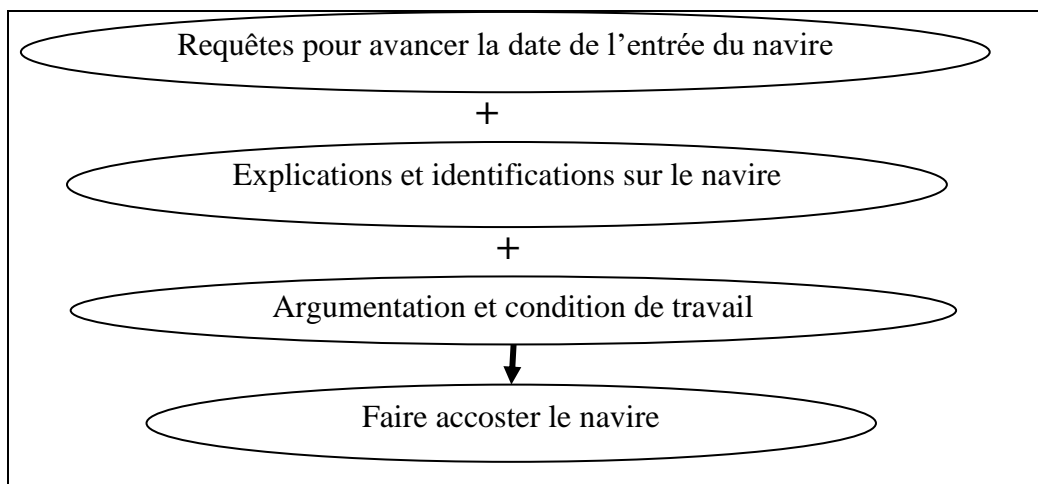 Requêtes pour avancer la date de l’entrée du navire
+
Explications et identifications sur le navire
+
Argumentation et condition de travail
Faire accoster le navire